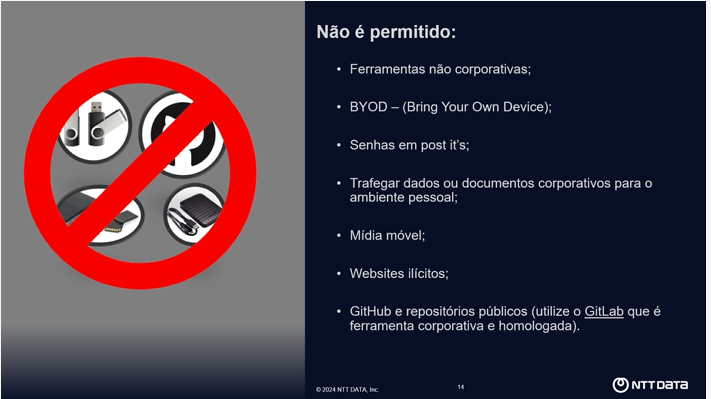 Não é permitido:
• Ferramentas não corporativas;
• BYOD – (Bring Your Own Device);
• Senhas em post it's;
• Trafegar dados ou documentos corporativos para o
ambiente pessoal;
• Mídia móvel;
• Websites ilícitos;
• GitHub e repositórios públicos (utilize o GitLab que é
ferramenta corporativa e homologada).
© 2024 NTT DATA, Inc.
14
NTT DATA